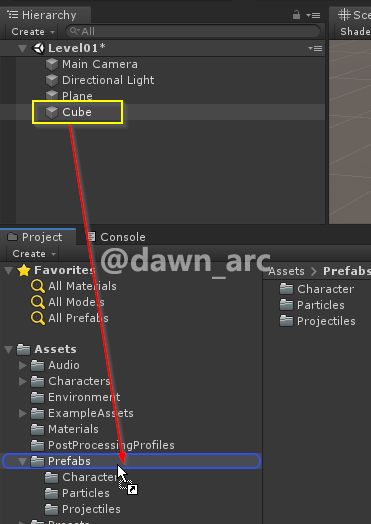 Hierarchy
Create All
Level01*
Main Camera
Directional Light
Plane
Cube
Sce
Shade
Project Console
Create
@dawn_arc
Favorites
All Materials
All Models
All Prefabs
Assets
Audio
Characters
Environment
ExampleAssets
Materials
PostProcessingProfiles
Prefabs
Character
Particles
Projectiles
Presets
Assets Prefabs
Character
Particles
Projectiles